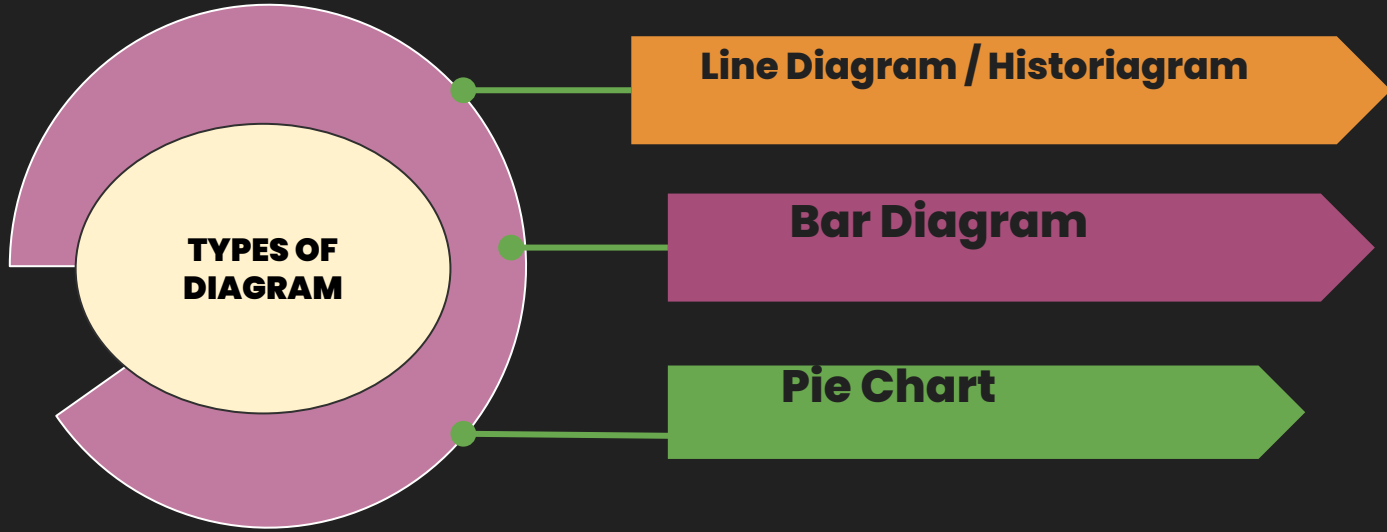 TYPES OF
DIAGRAM
Line Diagram / Historiagram
Bar Diagram
Pie Chart